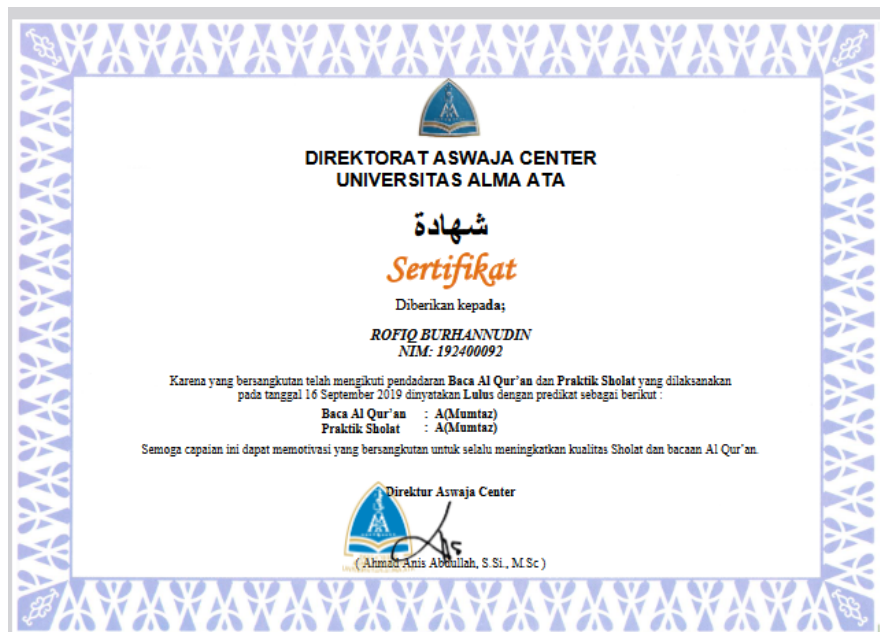 DIREKTORAT ASWAJA CENTER
UNIVERSITAS ALMA ATA
شهادة
Sertifikat
Diberikan kepada;
ROFIQ BURHANNUDIN
NIM: 192400092
Karena yang bersangkutan telah mengikuti pendadaran Baca Al Qur'an dan Praktik Sholat yang dilaksanakan
pada tanggal 16 September 2019 dinyatakan Lulus dengan predikat sebagai berikut :
Baca Al Qur'an : A(Mumtaz)
Praktik Sholat : A(Mumtaz)
Semoga capaian ini dapat memotivasi yang bersangkutan untuk selalu meningkatkan kualitas Sholat dan bacaan Al Qur'an.
Direktur Aswaja Center
( Ahmad Anis Abdullah, S.Si., M.Sc )